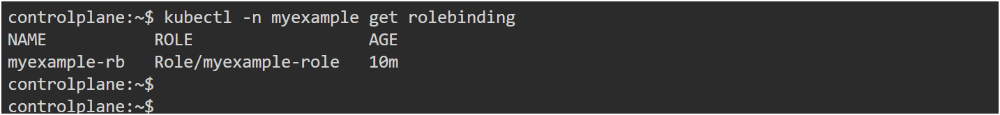 controlplane:~$ kubectl -n myexample get rolebinding
NAME           ROLE                  AGE
myexample-rb   Role/myexample-role   10m
controlplane:~$
controlplane:~$